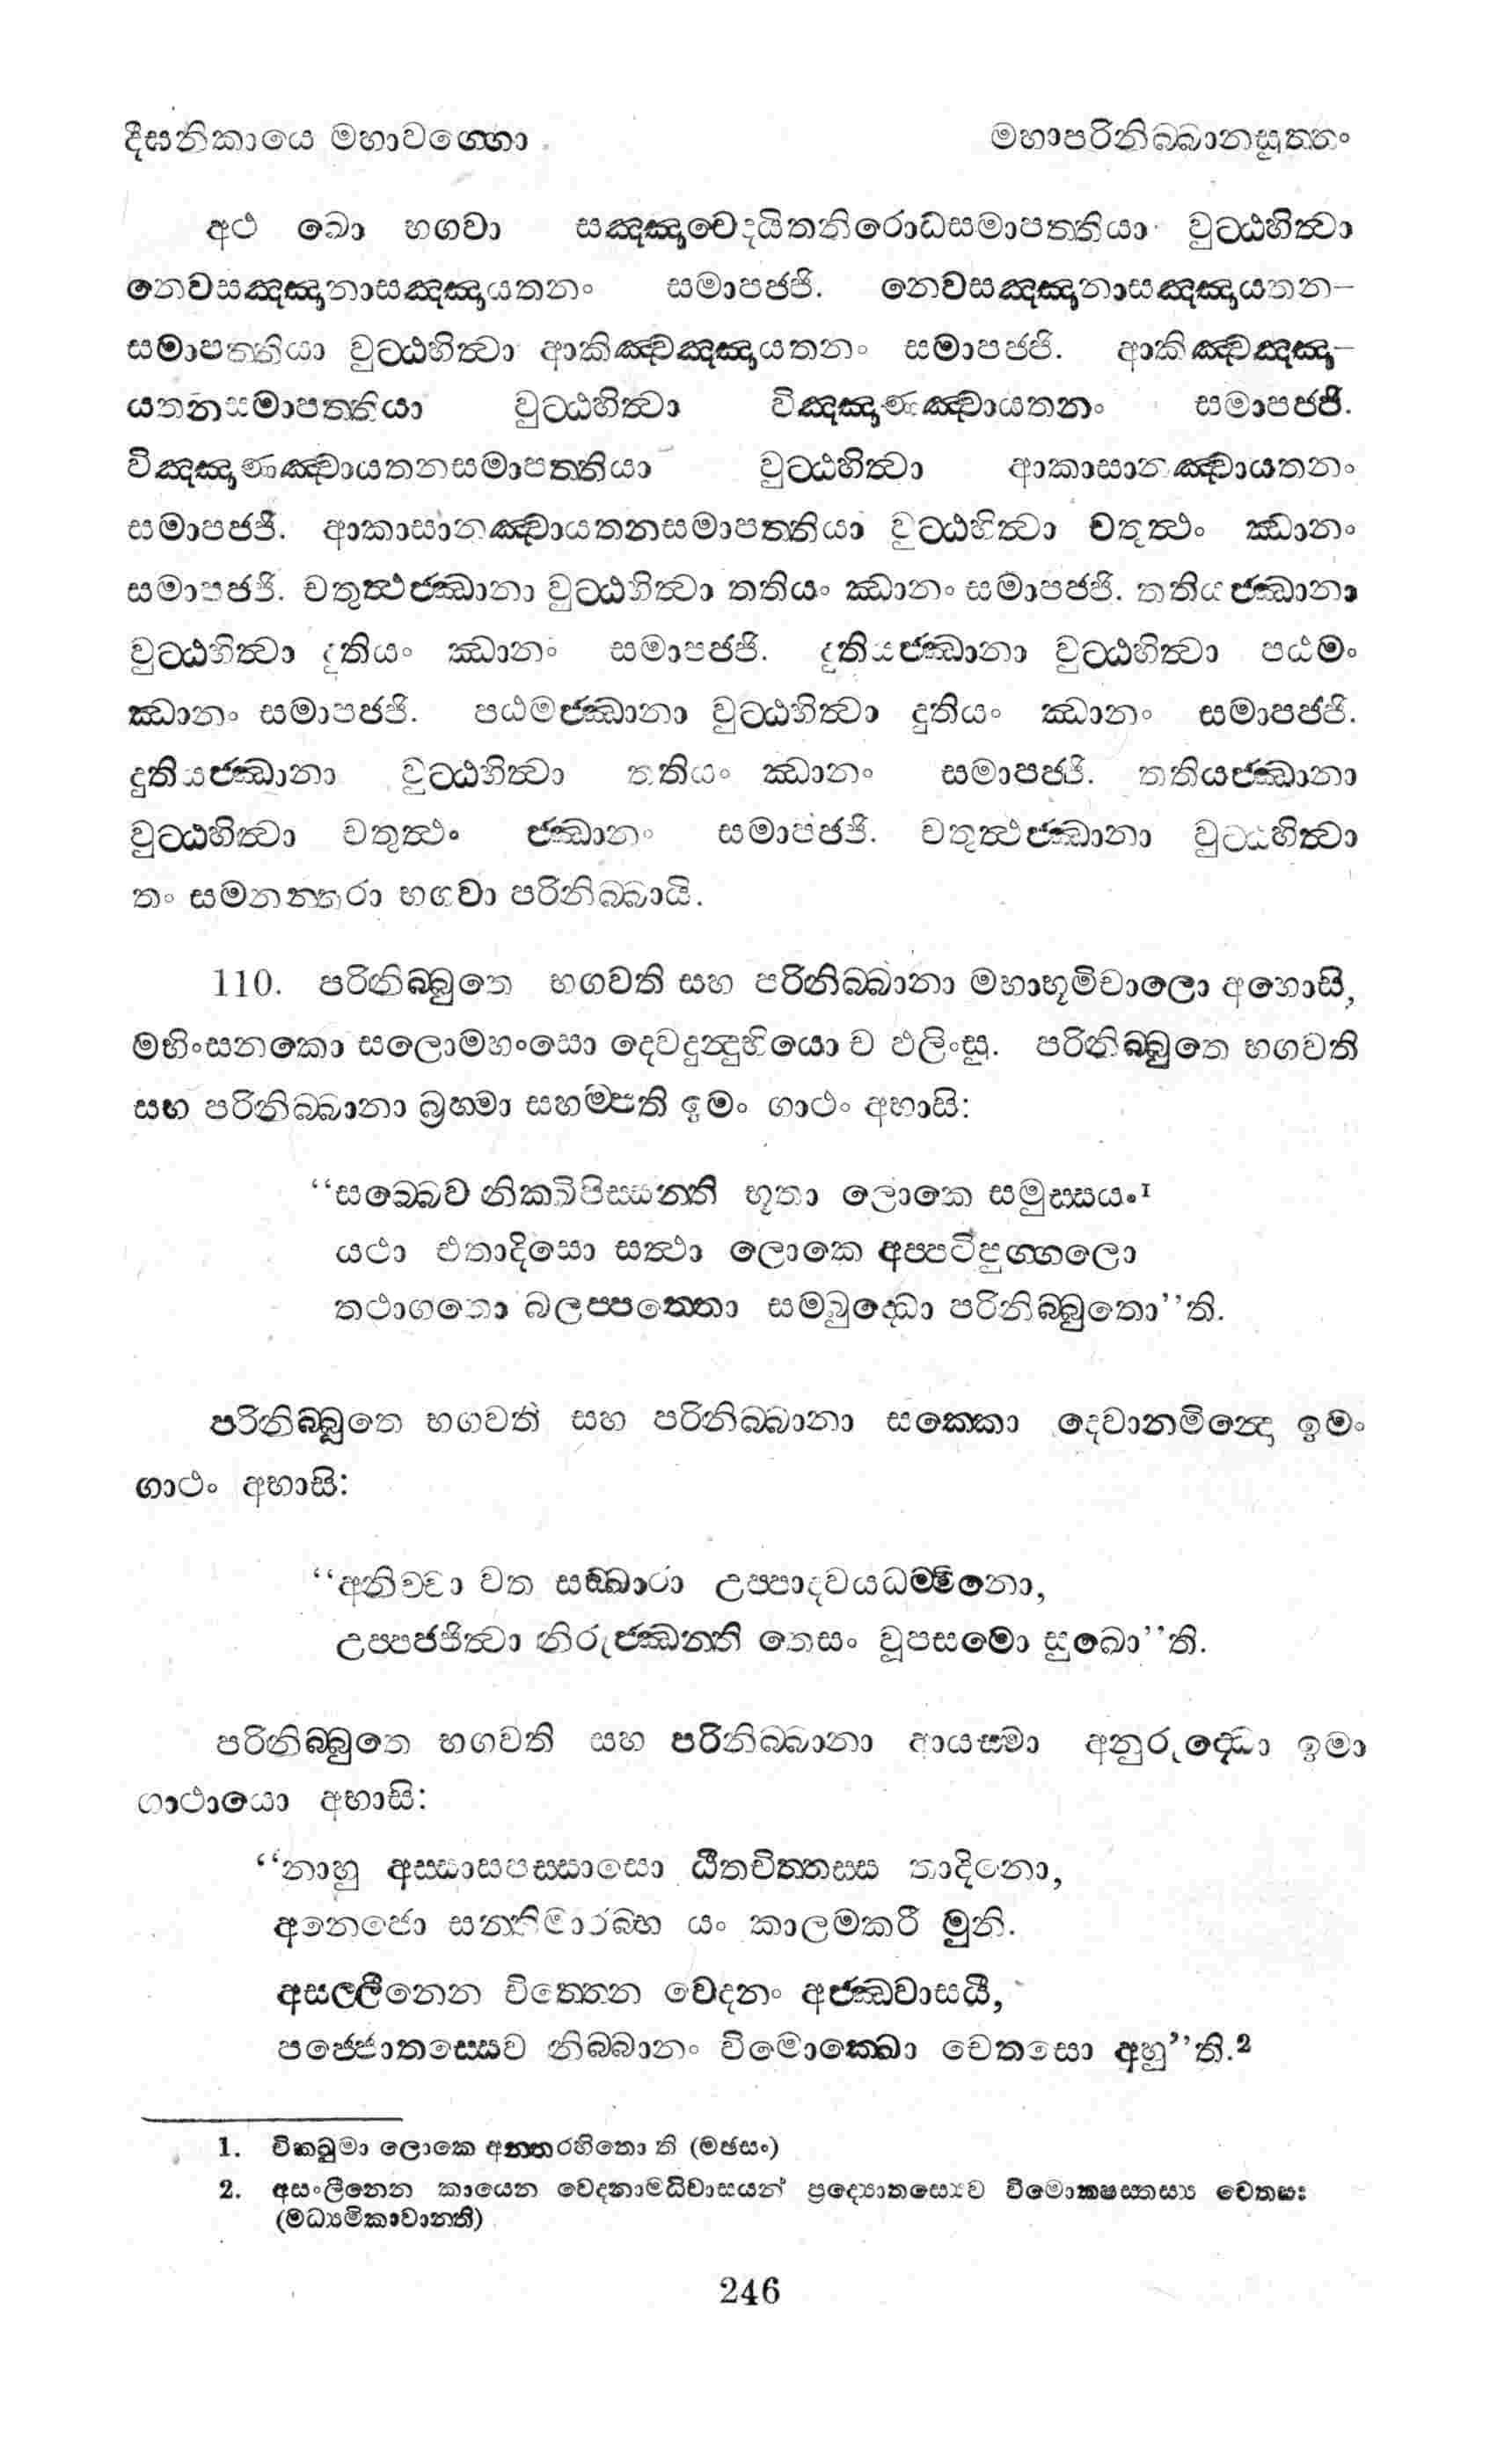 දීඝනිකායෙ මහාවග්ගො
මහාපරිනිබ්බානසුත්තං
අථ ඛො භගවා සඤ්ඤාවේදයිතනිරොධසමාපත්තියා වුට්ඨහිත්වා
නෙවසඤ්ඤානාසඤ්ඤායතනං සමාපජ්ජි. නෙවසඤ්ඤානාසඤ්ඤායතන-
සමාපත්තියා වුට්ඨහිත්වා ආකිඤ්චඤ්ඤායතනං සමාපජ්ජි. ආකිඤ්චඤ්ඤා-
යතනසමාපත්තියා වුට්ඨහිත්වා විඤ්ඤාණඤ්චායතනං සමාපජ්ජි.
විඤ්ඤාණඤ්චායතනසමාපත්තියා වුට්ඨහිත්වා ආකාසානඤ්චායතනං
සමාපජ්ජි. ආකාසානඤ්චායතනසමාපත්තියා වුට්ඨහිත්වා චතුත්ථං ඣානං
සමාපජ්ජි. චතුත්ථජ්ඣානා වුට්ඨහිත්වා තතියං ඣානං සමාපජ්ජි. තතියජ්ඣානා
වුට්ඨහිත්වා දුතියං ඣානං සමාපජ්ජි. දුතියජ්ඣානා වුට්ඨහිත්වා පඨමං
ඣානං සමාපජ්ජි. පඨමජ්ඣානා වුට්ඨහිත්වා දුතියං ඣානං සමාපජ්ජි.
දුතියජ්ඣානා වුට්ඨහිත්වා තතියං ඣානං සමාපජ්ජි. තතියජ්ඣානා
වුට්ඨහිත්වා චතුත්ථං ජ්ඣානං සමාපජ්ජි. චතුත්ථජ්ඣානා වුට්ඨහිත්වා
තං සමනන්තරා භගවා පරිනිබ්බායි.
110. පරිනිබ්බුතෙ භගවති සහ පරිනිබ්බානා මහාභූමිචාලො අහොසි,
මභිංසනකො සලොමහංසො දෙවදුන්දුභියො ච ඵලිංසු. පරිනිබ්බුතෙ භගවති
සහ පරිනිබ්බානා බ්‍රහ්මා සහම්පති ඉමං ගාථං අභාසි:
“සබ්බෙව නික්ඛිපිස්සන්ති භූතා ලොකෙ සමුස්සයං¹
යථා එතාදිසො සත්ථා ලොකෙ අප්පටිපුග්ගලො
තථාගතො බලප්පත්තො සම්බුද්ධො පරිනිබ්බුතො”ති.
පරිනිබ්බුතෙ භගවති සහ පරිනිබ්බානා සක්කො දෙවානමින්දො ඉමං
ගාථං අභාසි:
“අනිච්චා වත සඞ්ඛාරා උප්පාදවයධම්මිනො,
උප්පජ්ජිත්වා නිරුජ්ඣන්ති තෙසං වූපසමො සුඛො”ති.
පරිනිබ්බුතෙ භගවති සහ පරිනිබ්බානා ආයස්මා අනුරුද්ධො ඉමා
ගාථායො අභාසි:
“නාහු අස්සාසපස්සාසො ඨිතචිත්තස්ස තාදිනො,
අනෙජො සන්තිමාරබ්භ යං කාලමකරී මුනි.
අසල්ලීනෙන චිත්තෙන වෙදනං අජ්ඣවාසයී,
පජ්ජොතස්සෙව නිබ්බානං විමොක්ඛො චෙතසො අහු”ති.²
1. චක්ඛුමා ලොකෙ අන්තරහිතො ති (මජසං)
2. අසංලීනෙන කායෙන වෙදනාමධිවාසයන් ප්‍රද්‍යොතස්‍යෙව විමොක්ෂස්තස්‍ය චෙතසඃ
(මධ්‍යමිකාවෘත්ති)
246